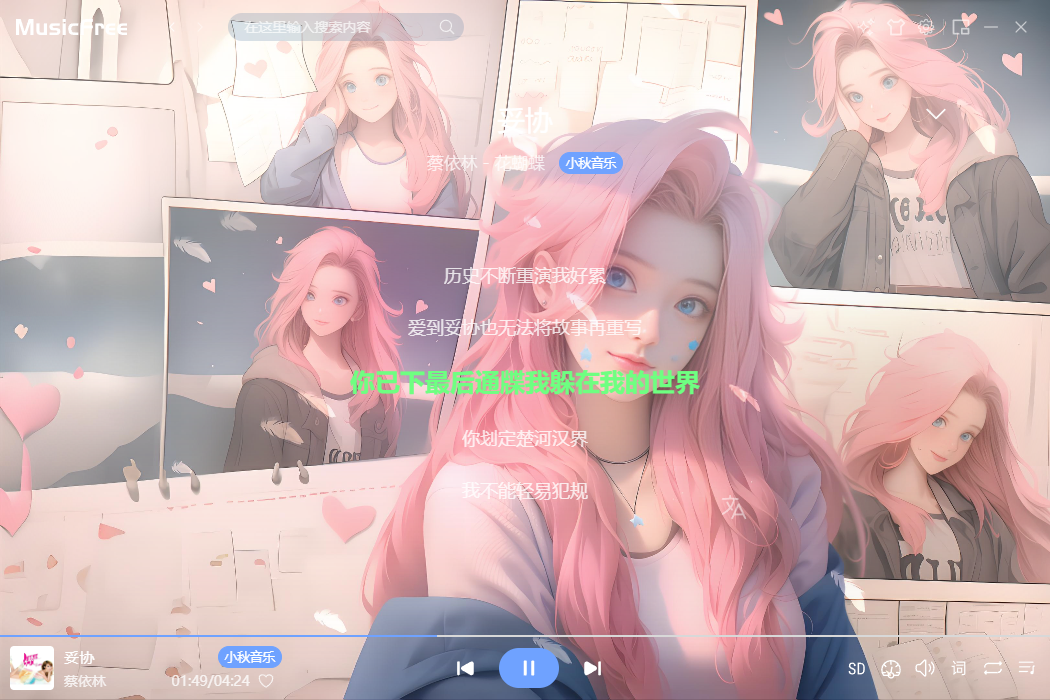 MusicFree
在这里输入搜索内容
妥协
蔡依林 - 花蝴蝶 小秋音乐
历史不断重演我好累
爱到妥协也无法将故事再重写
你已下最后通牒我躲在我的世界
你划定楚河汉界
我不能轻易犯规
妥协 小秋音乐
蔡依林 01:49/04:24
SD 词